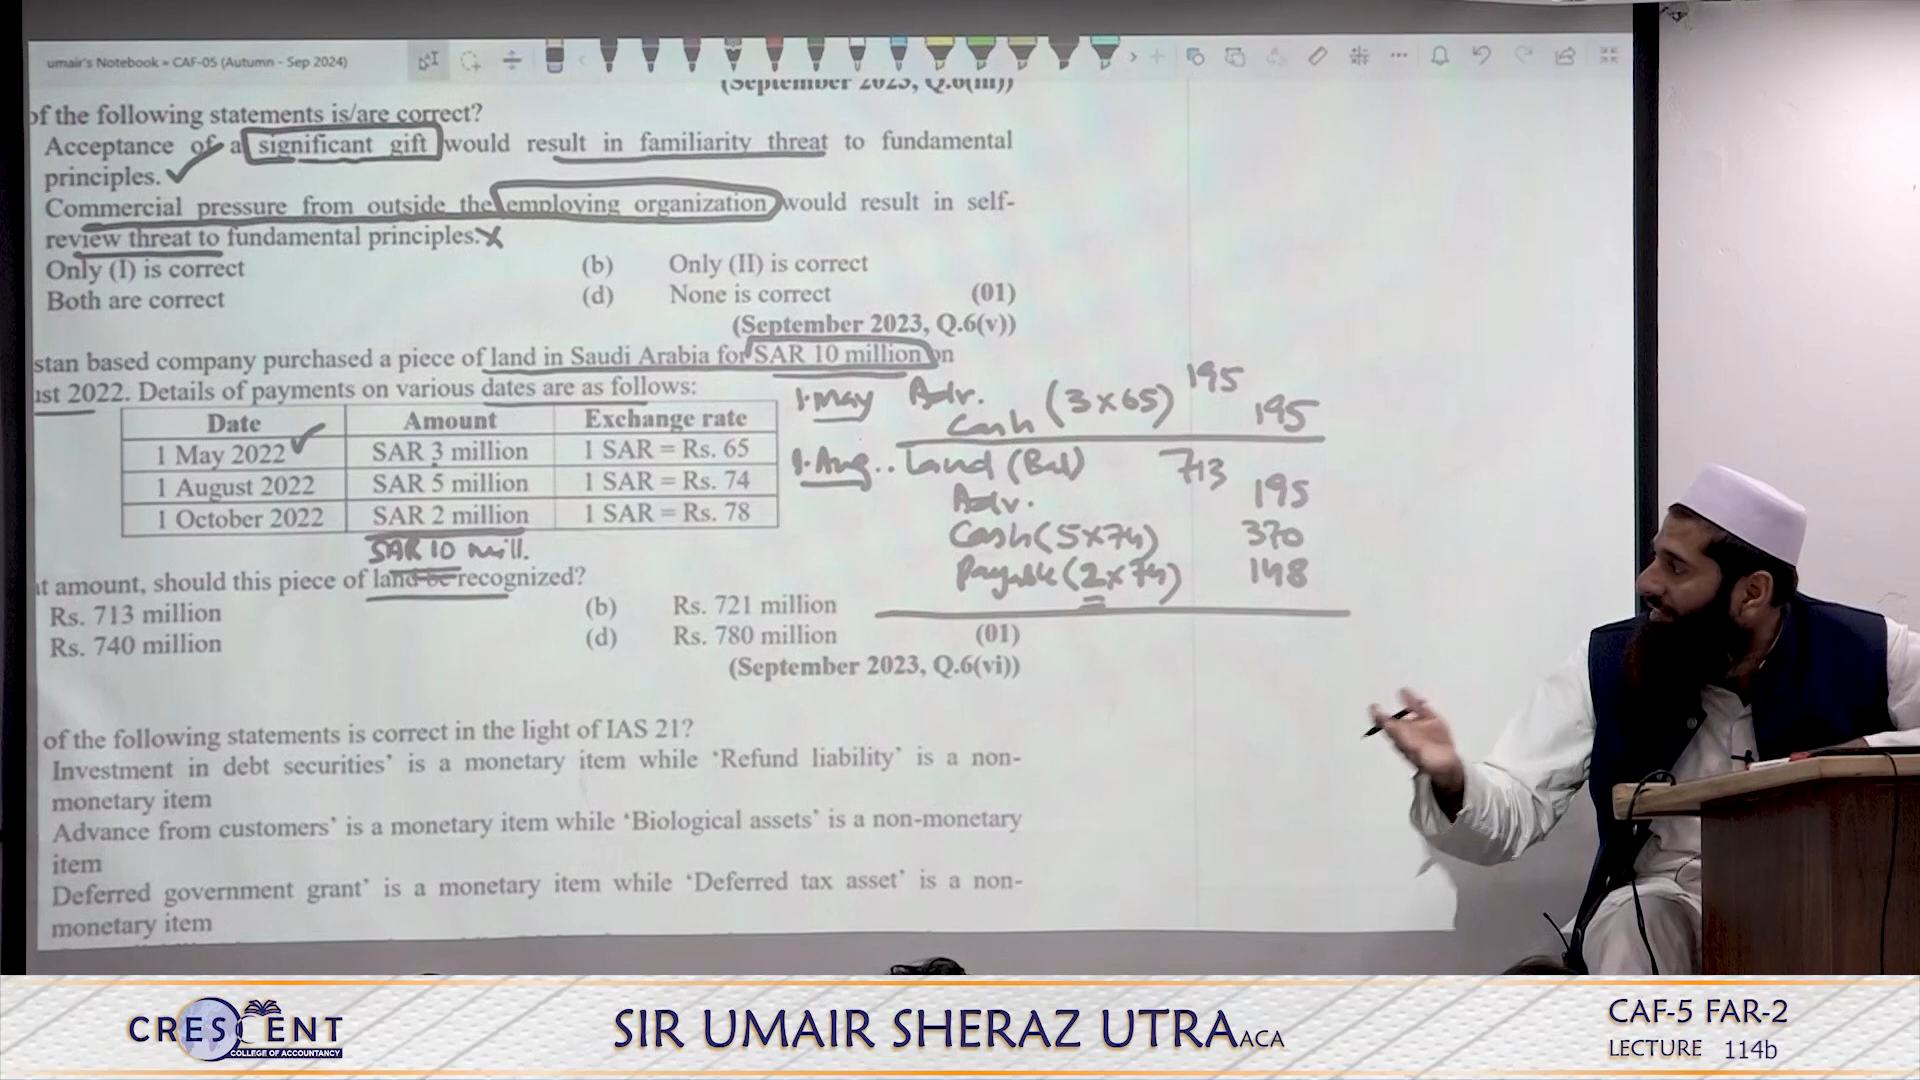 umair's Notebook » CAF-05 (Autumn - Sep 2024)
(September 2023, Q.6(iii))
of the following statements is/are correct?
Acceptance of a significant gift would result in familiarity threat to fundamental
principles.
Commercial pressure from outside the employing organization would result in self-
review threat to fundamental principles.
Only (I) is correct (b) Only (II) is correct
Both are correct (d) None is correct (01)
(September 2023, Q.6(v))
stan based company purchased a piece of land in Saudi Arabia for SAR 10 million on
ust 2022. Details of payments on various dates are as follows:
Date Amount Exchange rate
1 May 2022 SAR 3 million 1 SAR = Rs. 65
1 August 2022 SAR 5 million 1 SAR = Rs. 74
1 October 2022 SAR 2 million 1 SAR = Rs. 78
SAR 10 mill.
at amount, should this piece of land be recognized?
Rs. 713 million (b) Rs. 721 million
Rs. 740 million (d) Rs. 780 million (01)
(September 2023, Q.6(vi))
1.May Adv. 195
Cash (3x65) 195
1.Aug.. Land (Bal) 713
Adv. 195
Cash (5x74) 370
Payable (2x74) 148
of the following statements is correct in the light of IAS 21?
Investment in debt securities' is a monetary item while 'Refund liability' is a non-
monetary item
Advance from customers' is a monetary item while 'Biological assets' is a non-monetary
item
Deferred government grant' is a monetary item while 'Deferred tax asset' is a non-
monetary item
CRESCENT
COLLEGE OF ACCOUNTANCY
SIR UMAIR SHERAZ UTRA ACA
CAF-5 FAR-2
LECTURE 114b